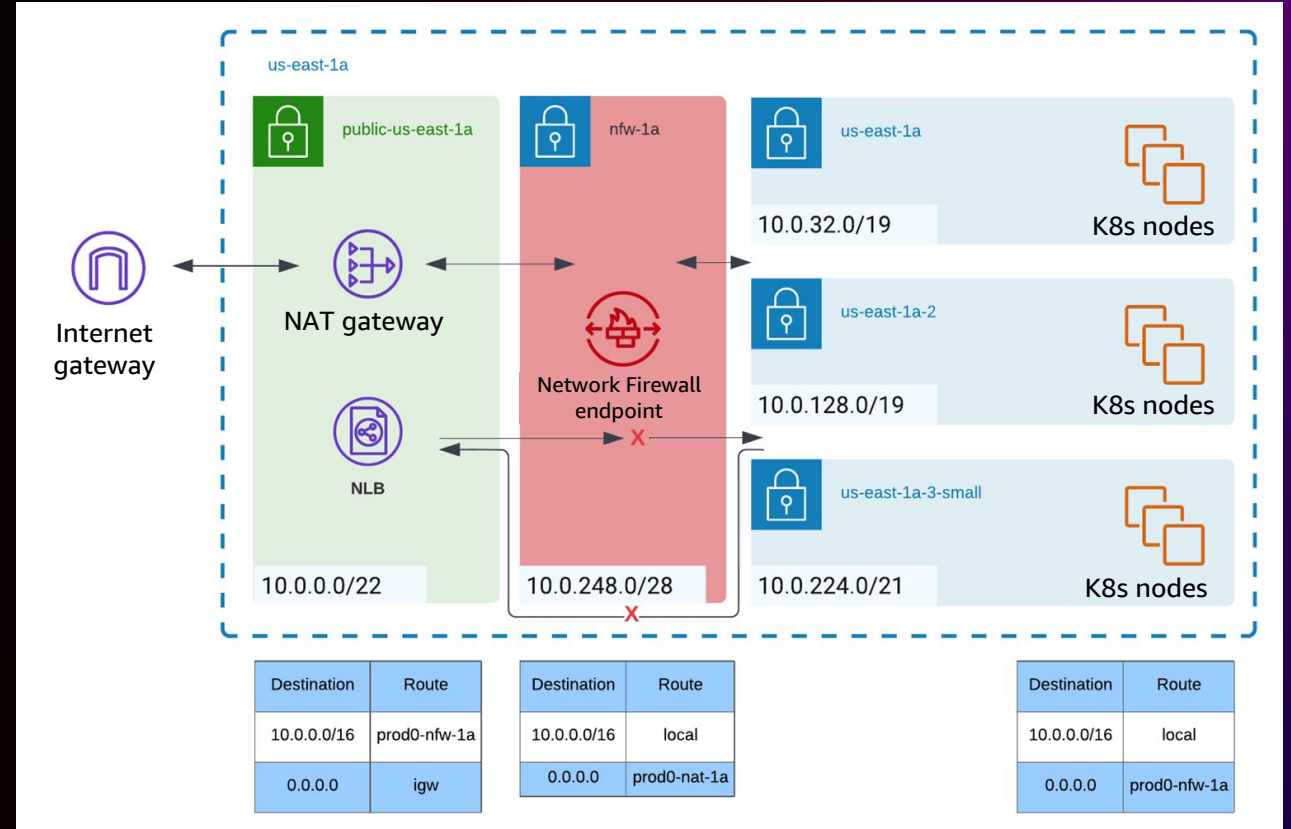 us-east-1a
public-us-east-1a
nfw-1a
us-east-1a
10.0.32.0/19
K8s nodes
Internet
gateway
NAT gateway
Network Firewall
endpoint
us-east-1a-2
10.0.128.0/19
K8s nodes
X
NLB
us-east-1a-3-small
10.0.0.0/22
10.0.248.0/28
10.0.224.0/21
K8s nodes
X
Destination Route
10.0.0.0/16 prod0-nfw-1a
0.0.0.0 igw
Destination Route
10.0.0.0/16 local
0.0.0.0 prod0-nat-1a
Destination Route
10.0.0.0/16 local
0.0.0.0 prod0-nfw-1a